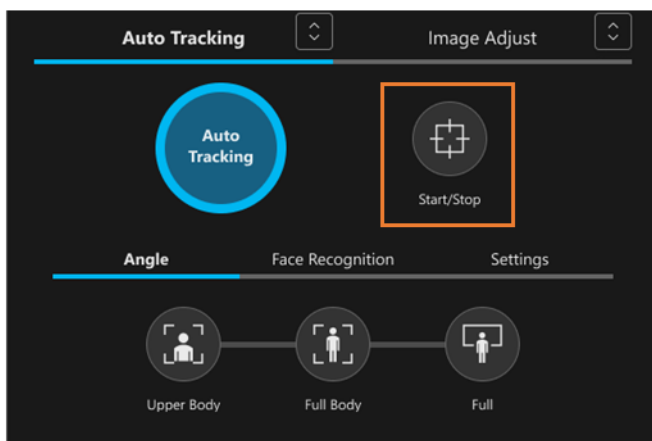 Auto Tracking
Image Adjust
Auto
Tracking
Start/Stop
Angle
Face Recognition
Settings
Upper Body
Full Body
Full